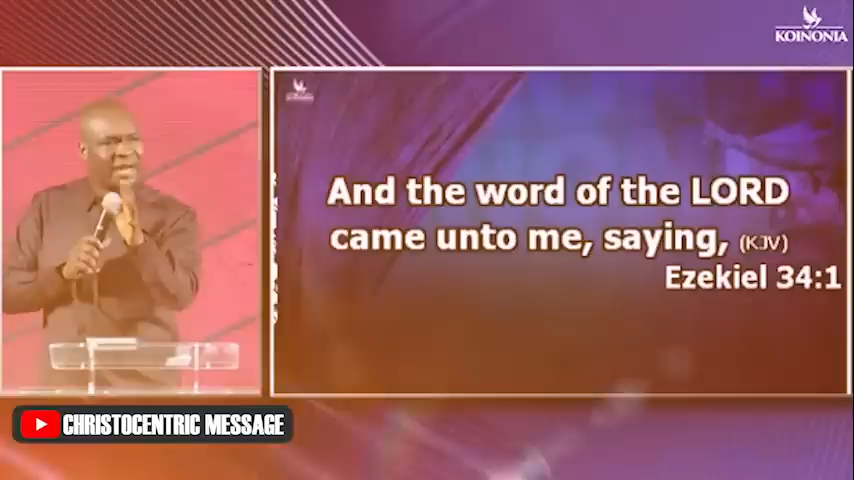 KOINONIA
And the word of the LORD
came unto me, saying, (KJV)
Ezekiel 34:1
CHRISTOCENTRIC MESSAGE